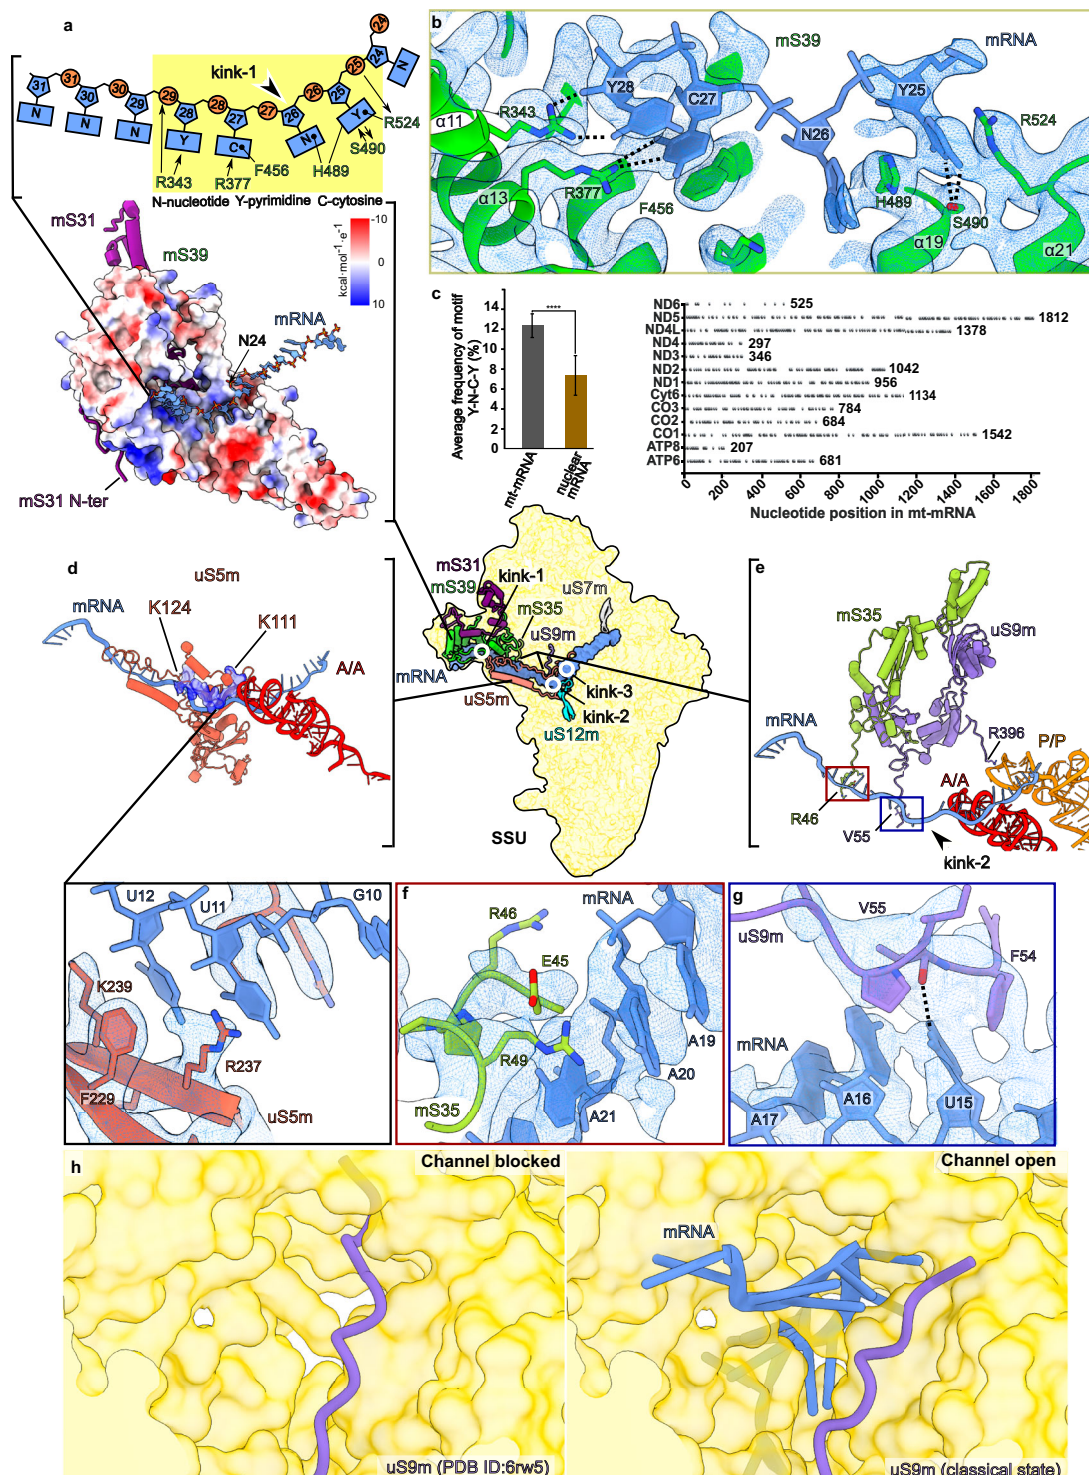 a
31
31
30
30
29
29
28
28
27
27
26
26
25
25
24
24
N
N
N
Y
C
N
Y
N
kink-1
R343
R377
F456
H489
S490
R524
N-nucleotide Y-pyrimidine C-cytosine
mS31
mS39
-10
0
10
kcal·mol⁻¹·e⁻¹
mRNA
N24
mS31 N-ter
b
mS39
mRNA
Y28
C27
Y25
R343
α11
N26
R524
R377
α13
F456
H489
S490
α19
α21
c
Average frequency of motif
Y-N-C-Y (%)
14
12
10
8
6
4
2
0
****
mt-mRNA
nuclear
mRNA
ND6 525
ND5 1812
ND4L 1378
ND4 297
ND3 346
ND2 1042
ND1 956
Cyt6 1134
CO3 784
CO2 684
CO1 1542
ATP8 207
ATP6 681
0 200 400 600 800 1000 1200 1400 1600 1800
Nucleotide position in mt-mRNA
d
uS5m
mRNA
K124
K111
A/A
mS31
mS39
kink-1
mS35
uS7m
uS9m
mRNA
uS5m
kink-3
kink-2
uS12m
SSU
e
mS35
uS9m
mRNA
R396
P/P
A/A
R46
V55
kink-2
U12
U11
G10
K239
R237
F229
uS5m
f
mRNA
R46
E45
R49
A19
A20
mS35
A21
g
V55
uS9m
F54
mRNA
A16
A17
U15
h
Channel blocked
uS9m (PDB ID:6rw5)
Channel open
mRNA
uS9m (classical state)